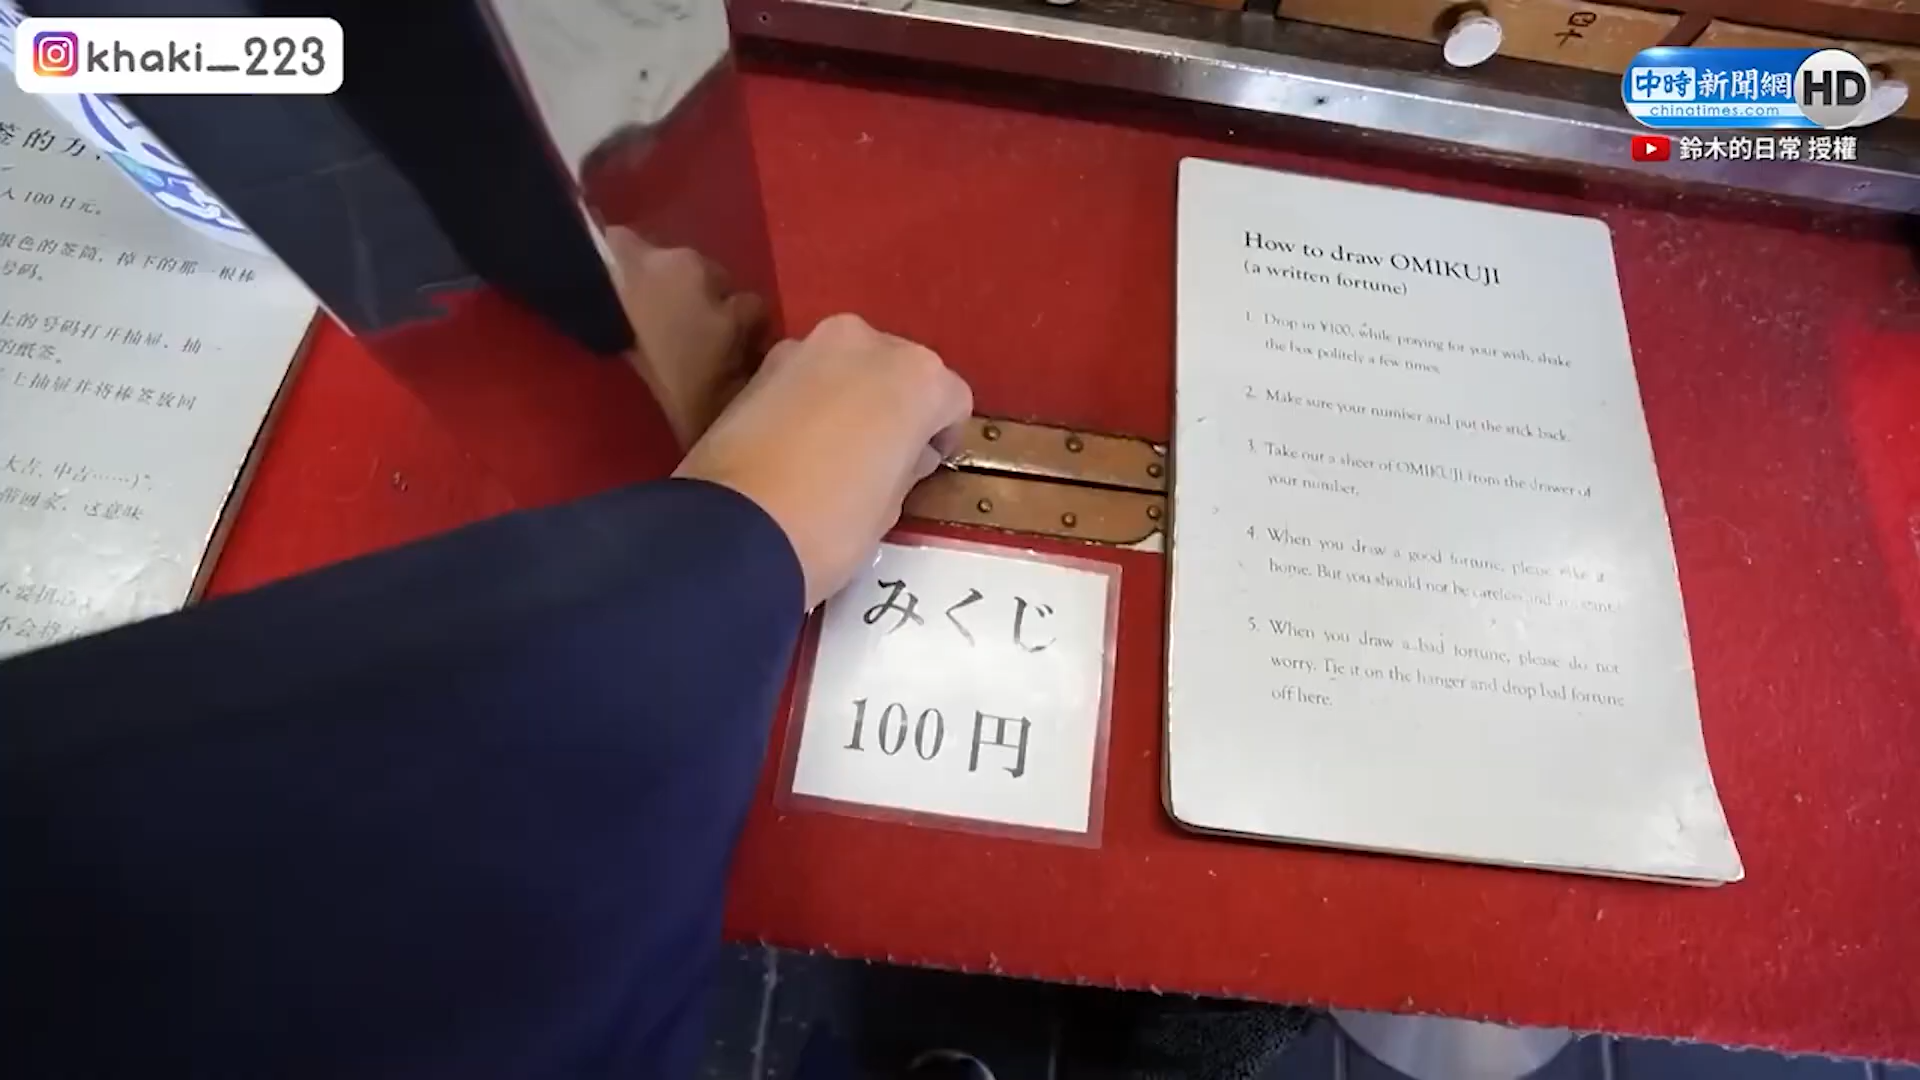 khaki_223
中時新聞網HD
chinatimes.com
鈴木的日常 授權
签的方
人 100 日元。
银色的签筒, 掉下的那一根棒
号码。
上的号码打开抽屉, 抽一
的纸签。
上抽屉并将棒签放回
大吉、中吉……)”,
带回家, 这意味
みくじ
100 円
How to draw OMIKUJI
(a written fortune)
1. Drop in ¥100, while praying for your wish, shake
the box politely a few times.
2. Make sure your number and put the stick back.
3. Take out a sheet of OMIKUJI from the drawer of
your number.
4. When you draw a good fortune, please take it
home. But you should not be careless and arrogant.
5. When you draw a bad fortune, please do not
worry. Tie it on the hanger and drop bad fortune
off here.